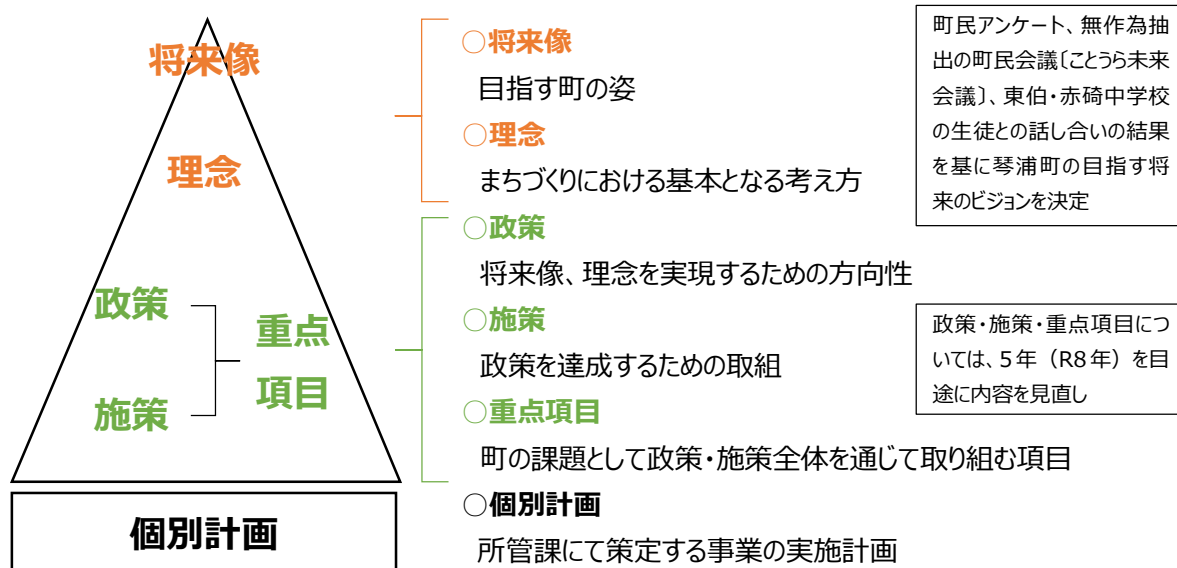 将来像
理念
政策
施策
重点
項目
個別計画
○将来像
目指す町の姿
○理念
まちづくりにおける基本となる考え方
○政策
将来像、理念を実現するための方向性
○施策
政策を達成するための取組
○重点項目
町の課題として政策・施策全体を通じて取り組む項目
○個別計画
所管課にて策定する事業の実施計画
町民アンケート、無作為抽
出の町民会議〔ことうら未来
会議〕、東伯・赤碕中学校
の生徒との話し合いの結果
を基に琴浦町の目指す将
来のビジョンを決定
政策・施策・重点項目につ
いては、5年（R8年）を目
途に内容を見直し